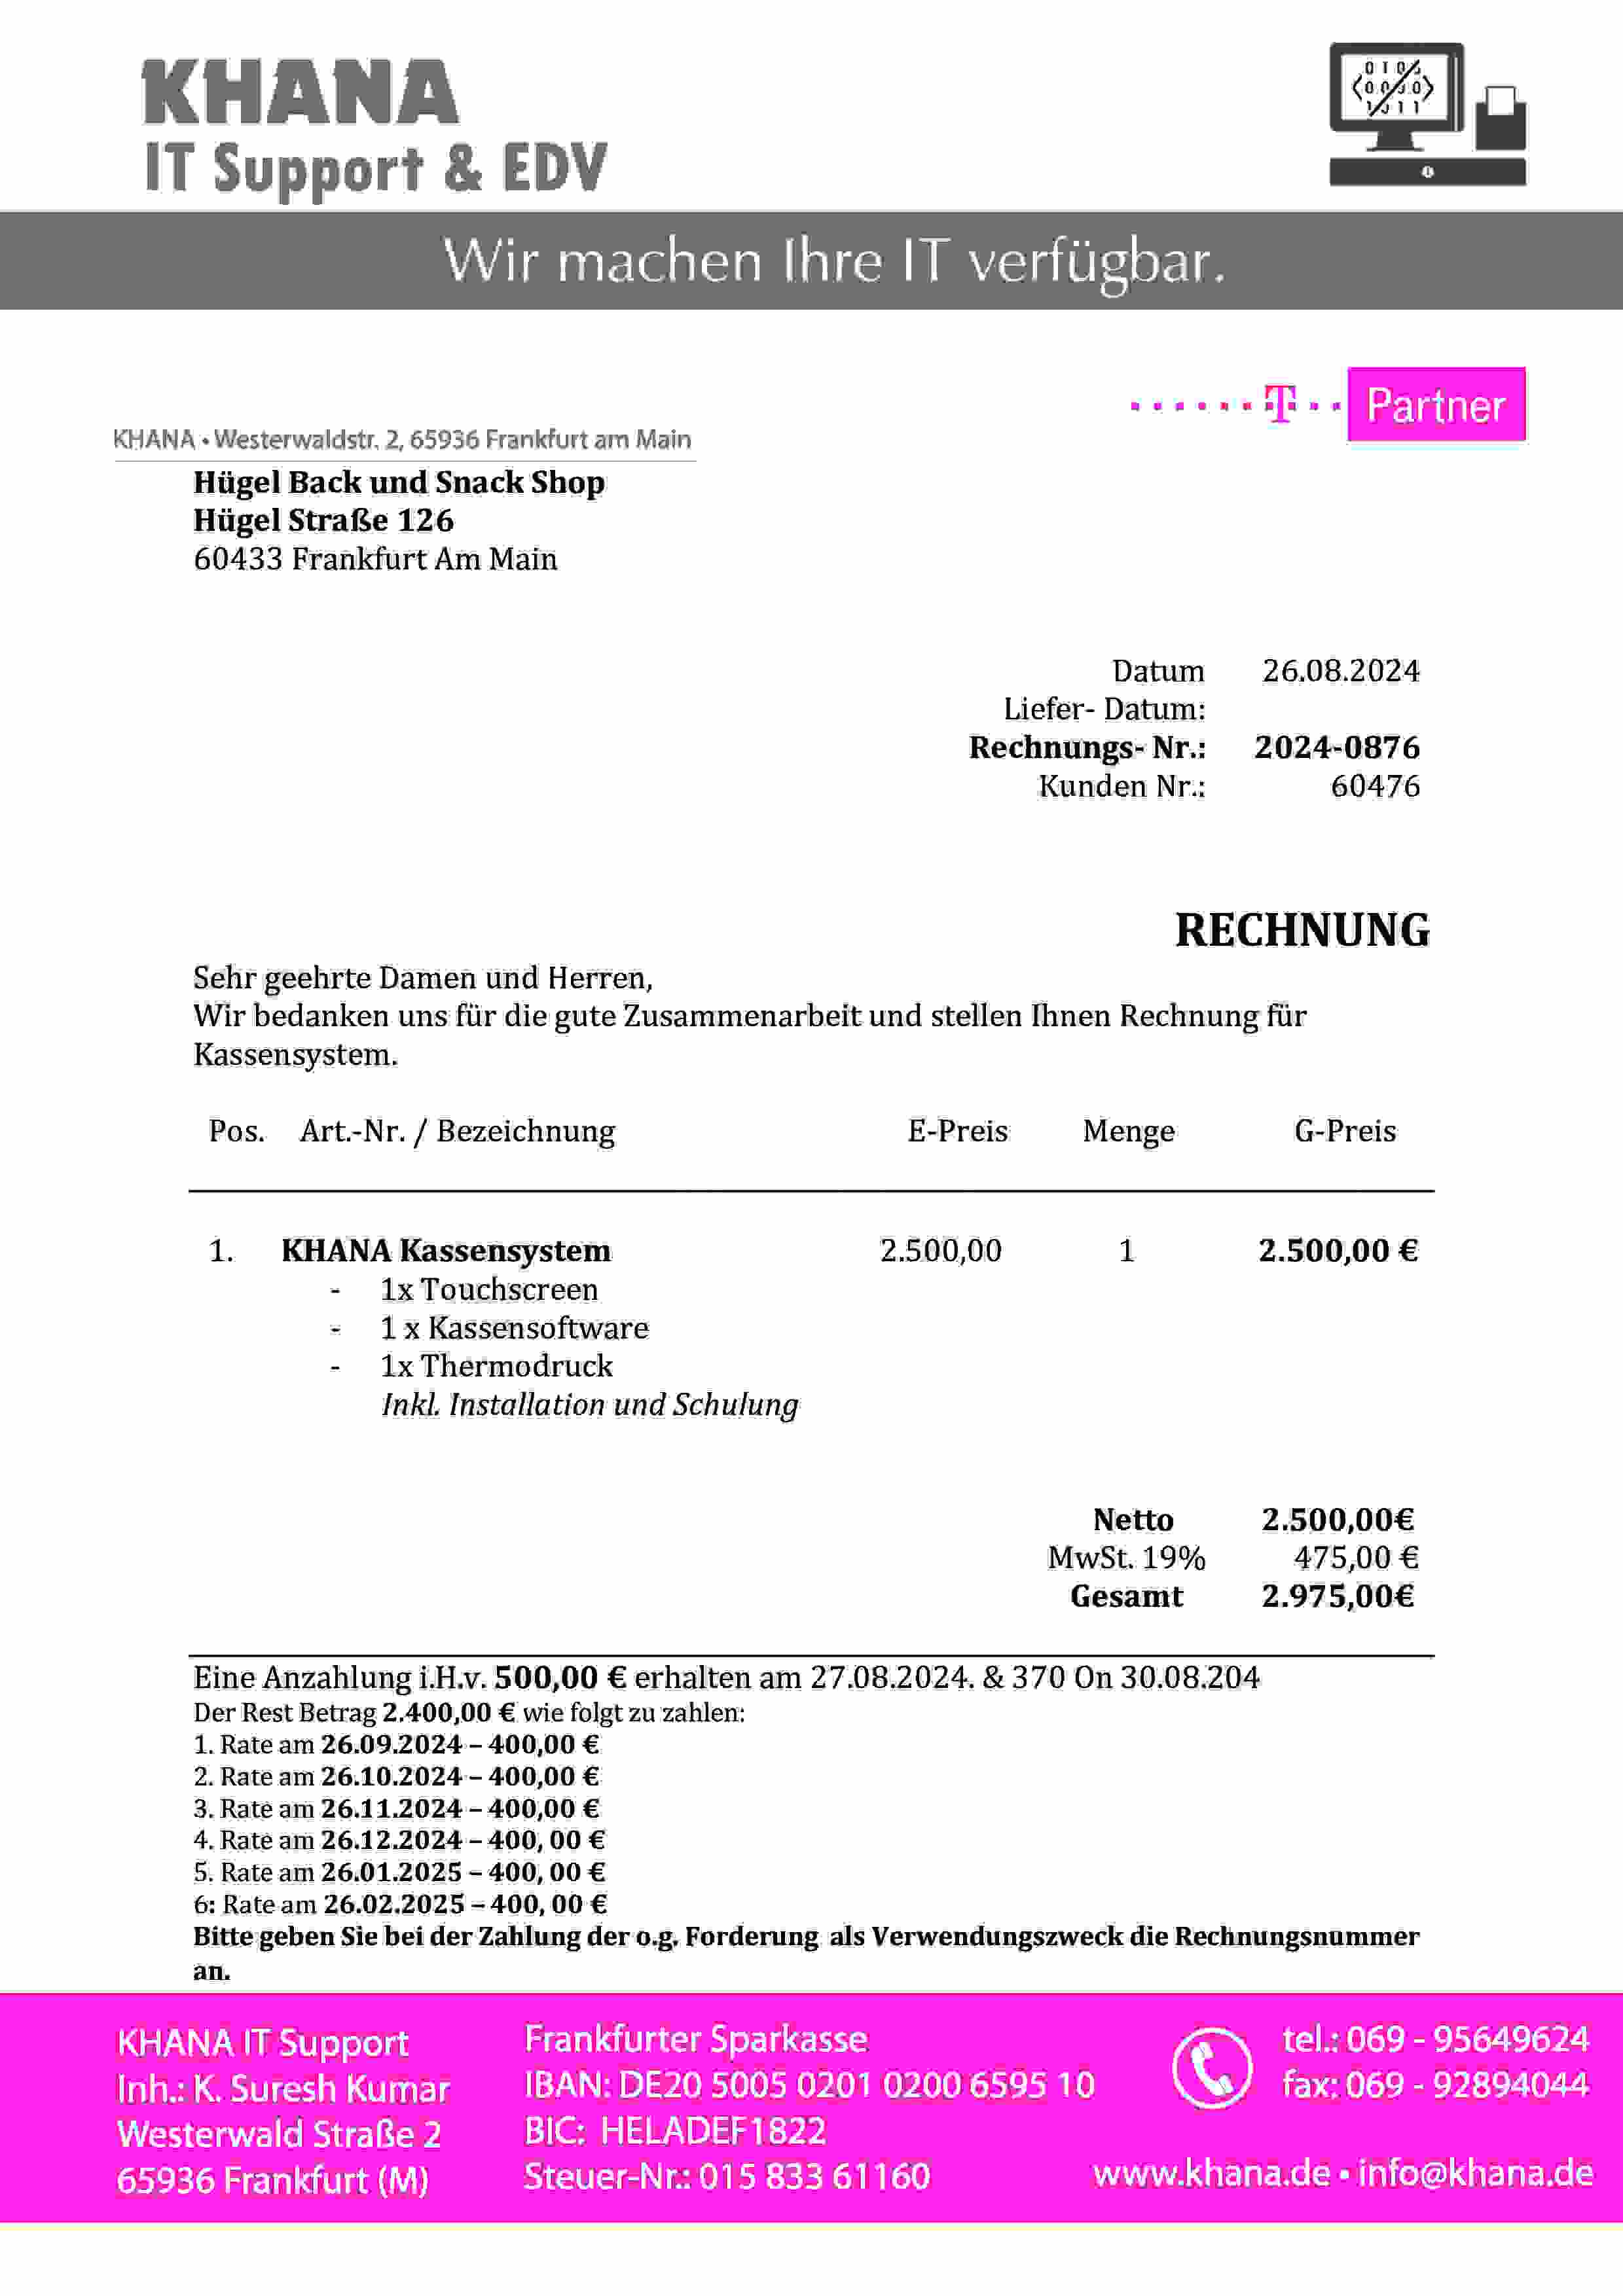 KHANA
IT Support & EDV
Wir machen Ihre IT verfügbar.
T Partner
KHANA • Westerwaldstr. 2, 65936 Frankfurt am Main
Hügel Back und Snack Shop
Hügel Straße 126
60433 Frankfurt Am Main
Datum 26.08.2024
Liefer- Datum:
Rechnungs- Nr.: 2024-0876
Kunden Nr.: 60476
RECHNUNG
Sehr geehrte Damen und Herren,
Wir bedanken uns für die gute Zusammenarbeit und stellen Ihnen Rechnung für
Kassensystem.
Pos. Art.-Nr. / Bezeichnung E-Preis Menge G-Preis
1. KHANA Kassensystem 2.500,00 1 2.500,00 €
- 1x Touchscreen
- 1 x Kassensoftware
- 1x Thermodruck
Inkl. Installation und Schulung
Netto 2.500,00€
MwSt. 19% 475,00 €
Gesamt 2.975,00€
Eine Anzahlung i.H.v. 500,00 € erhalten am 27.08.2024. & 370 On 30.08.204
Der Rest Betrag 2.400,00 € wie folgt zu zahlen:
1. Rate am 26.09.2024 – 400,00 €
2. Rate am 26.10.2024 – 400,00 €
3. Rate am 26.11.2024 – 400,00 €
4. Rate am 26.12.2024 – 400, 00 €
5. Rate am 26.01.2025 – 400, 00 €
6: Rate am 26.02.2025 – 400, 00 €
Bitte geben Sie bei der Zahlung der o.g. Forderung als Verwendungszweck die Rechnungsnummer
an.
KHANA IT Support
Inh.: K. Suresh Kumar
Westerwald Straße 2
65936 Frankfurt (M)
Frankfurter Sparkasse
IBAN: DE20 5005 0201 0200 6595 10
BIC: HELADEF1822
Steuer-Nr.: 015 833 61160
tel.: 069 - 95649624
fax: 069 - 92894044
www.khana.de • info@khana.de